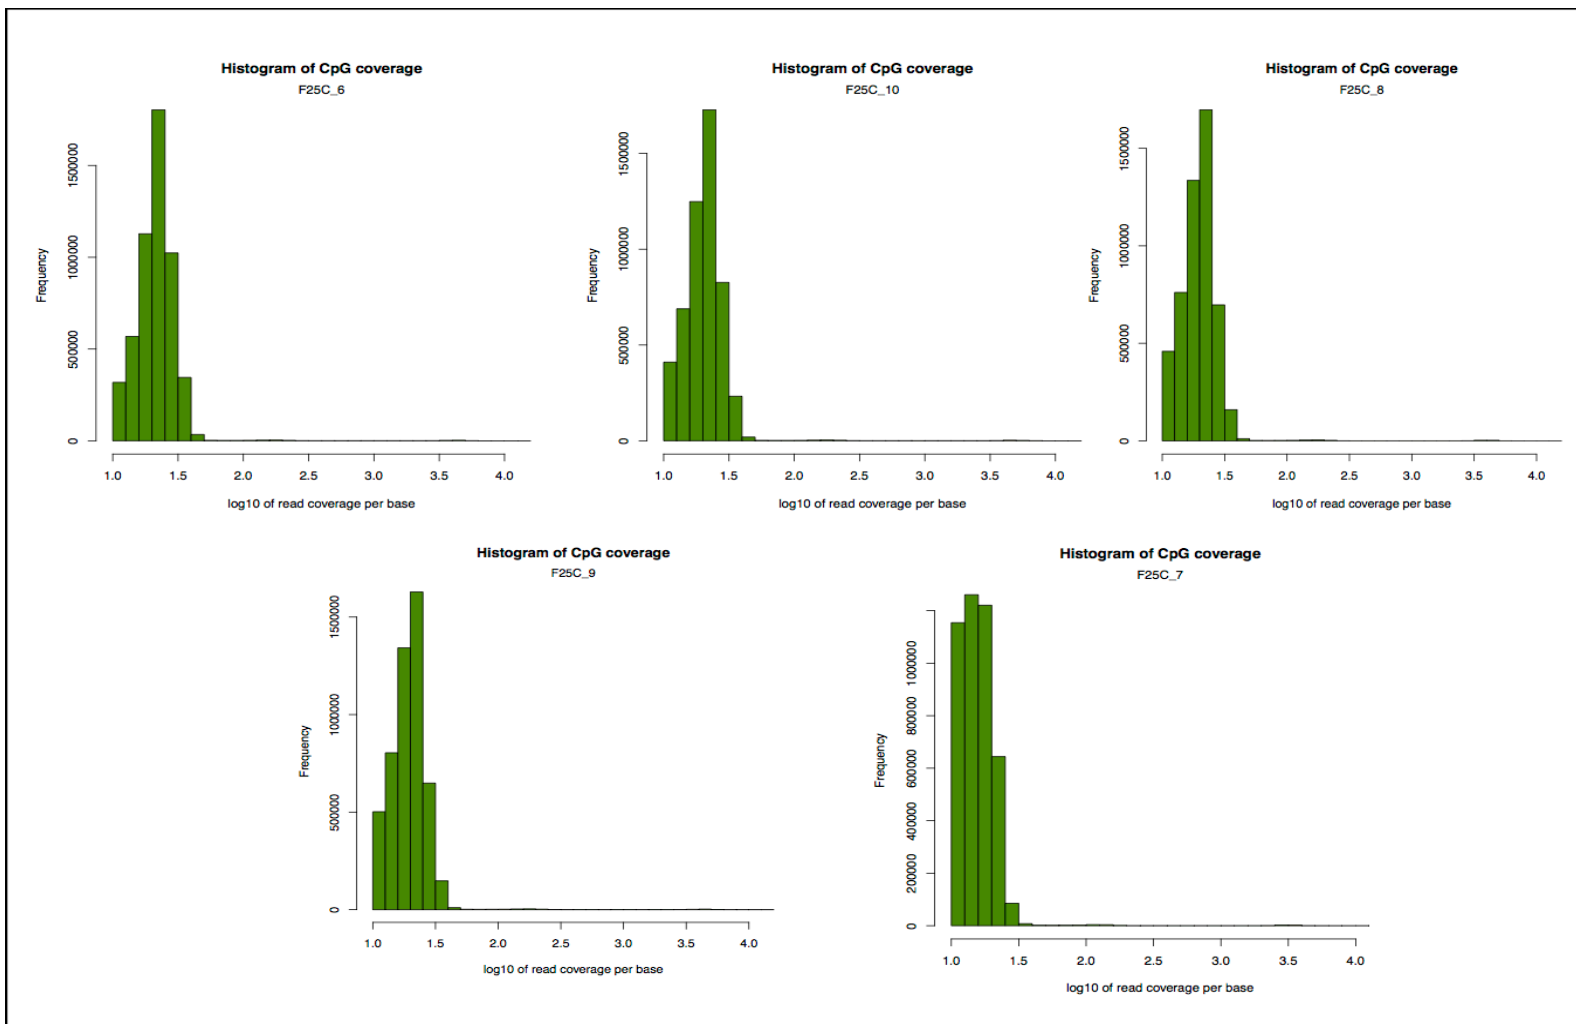 Histogram of CpG coverage
F25C_6
Frequency
0
500000
1000000
1500000
1.0 1.5 2.0 2.5 3.0 3.5 4.0
log10 of read coverage per base
Histogram of CpG coverage
F25C_10
Frequency
0
500000
1000000
1500000
1.0 1.5 2.0 2.5 3.0 3.5 4.0
log10 of read coverage per base
Histogram of CpG coverage
F25C_8
Frequency
0
500000
1000000
1500000
1.0 1.5 2.0 2.5 3.0 3.5 4.0
log10 of read coverage per base
Histogram of CpG coverage
F25C_9
Frequency
0
500000
1000000
1500000
1.0 1.5 2.0 2.5 3.0 3.5 4.0
log10 of read coverage per base
Histogram of CpG coverage
F25C_7
Frequency
0
200000
400000
600000
800000
1000000
1.0 1.5 2.0 2.5 3.0 3.5 4.0
log10 of read coverage per base